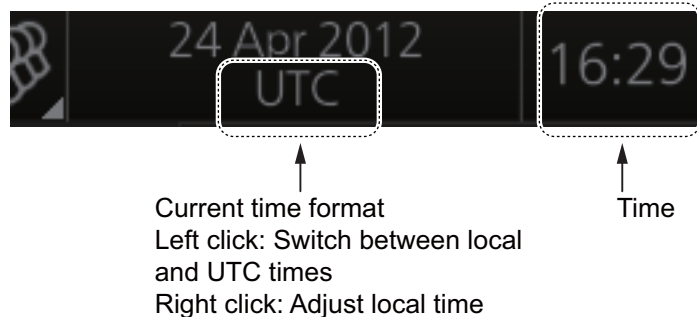 24 Apr 2012
UTC
16:29
Current time format
Left click: Switch between local
and UTC times
Right click: Adjust local time
Time